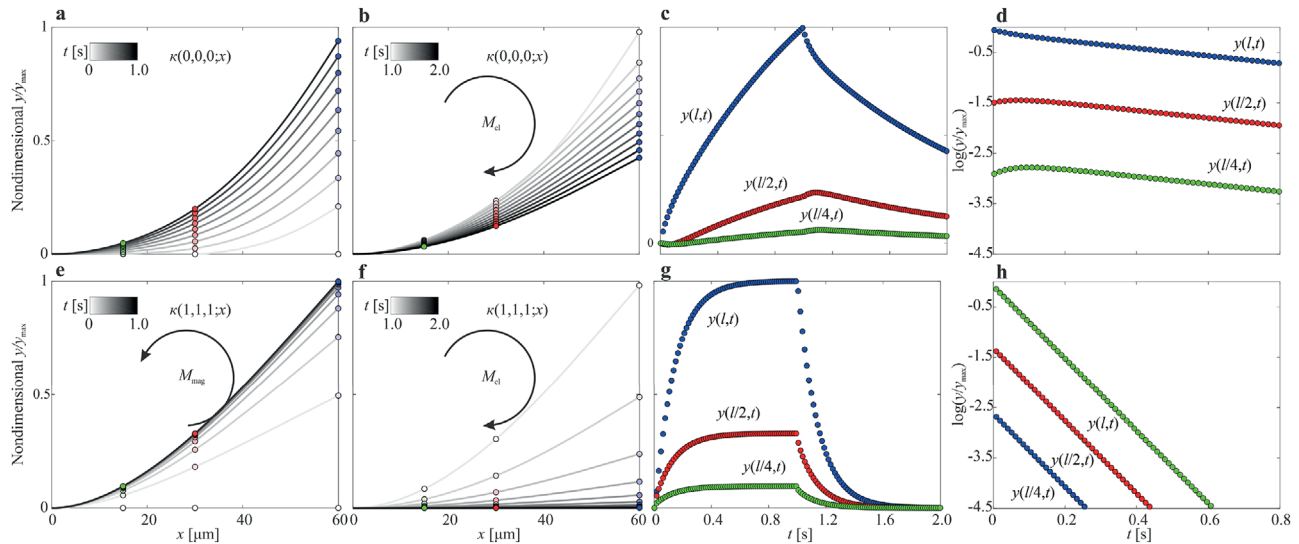 a
b
c
d
Nondimensional y/y_max
1
0.5
0
t [s]
0 1.0
κ(0,0,0;x)
t [s]
1.0 2.0
κ(0,0,0;x)
M_el
y(l,t)
y(l/2,t)
y(l/4,t)
0
log(y/y_max)
-0.5
-1.5
-2.5
-3.5
-4.5
y(l,t)
y(l/2,t)
y(l/4,t)
e
f
g
h
Nondimensional y/y_max
1
0.5
0
t [s]
0 1.0
κ(1,1,1;x)
M_mag
t [s]
1.0 2.0
κ(1,1,1;x)
M_el
y(l,t)
y(l/2,t)
y(l/4,t)
log(y/y_max)
-0.5
-1.5
-2.5
-3.5
-4.5
y(l,t)
y(l/2,t)
y(l/4,t)
0 20 40 60
x [μm]
0 20 40 60
x [μm]
0 0.4 0.8 1.2 1.6 2.0
t [s]
0 0.2 0.4 0.6 0.8
t [s]